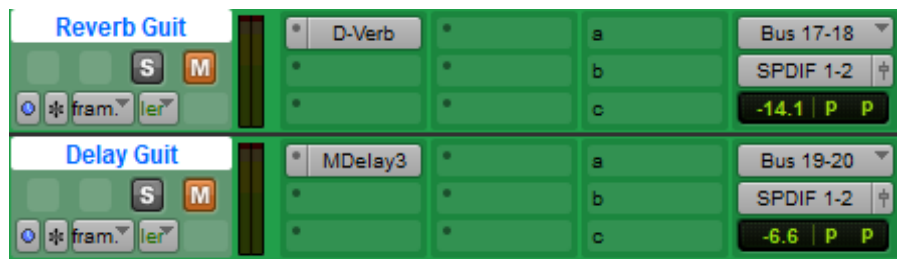 Reverb Guit
D-Verb
a
Bus 17-18
S M
b
SPDIF 1-2
fram. ler
c
-14.1 P P
Delay Guit
MDelay3
a
Bus 19-20
S M
b
SPDIF 1-2
fram. ler
c
-6.6 P P